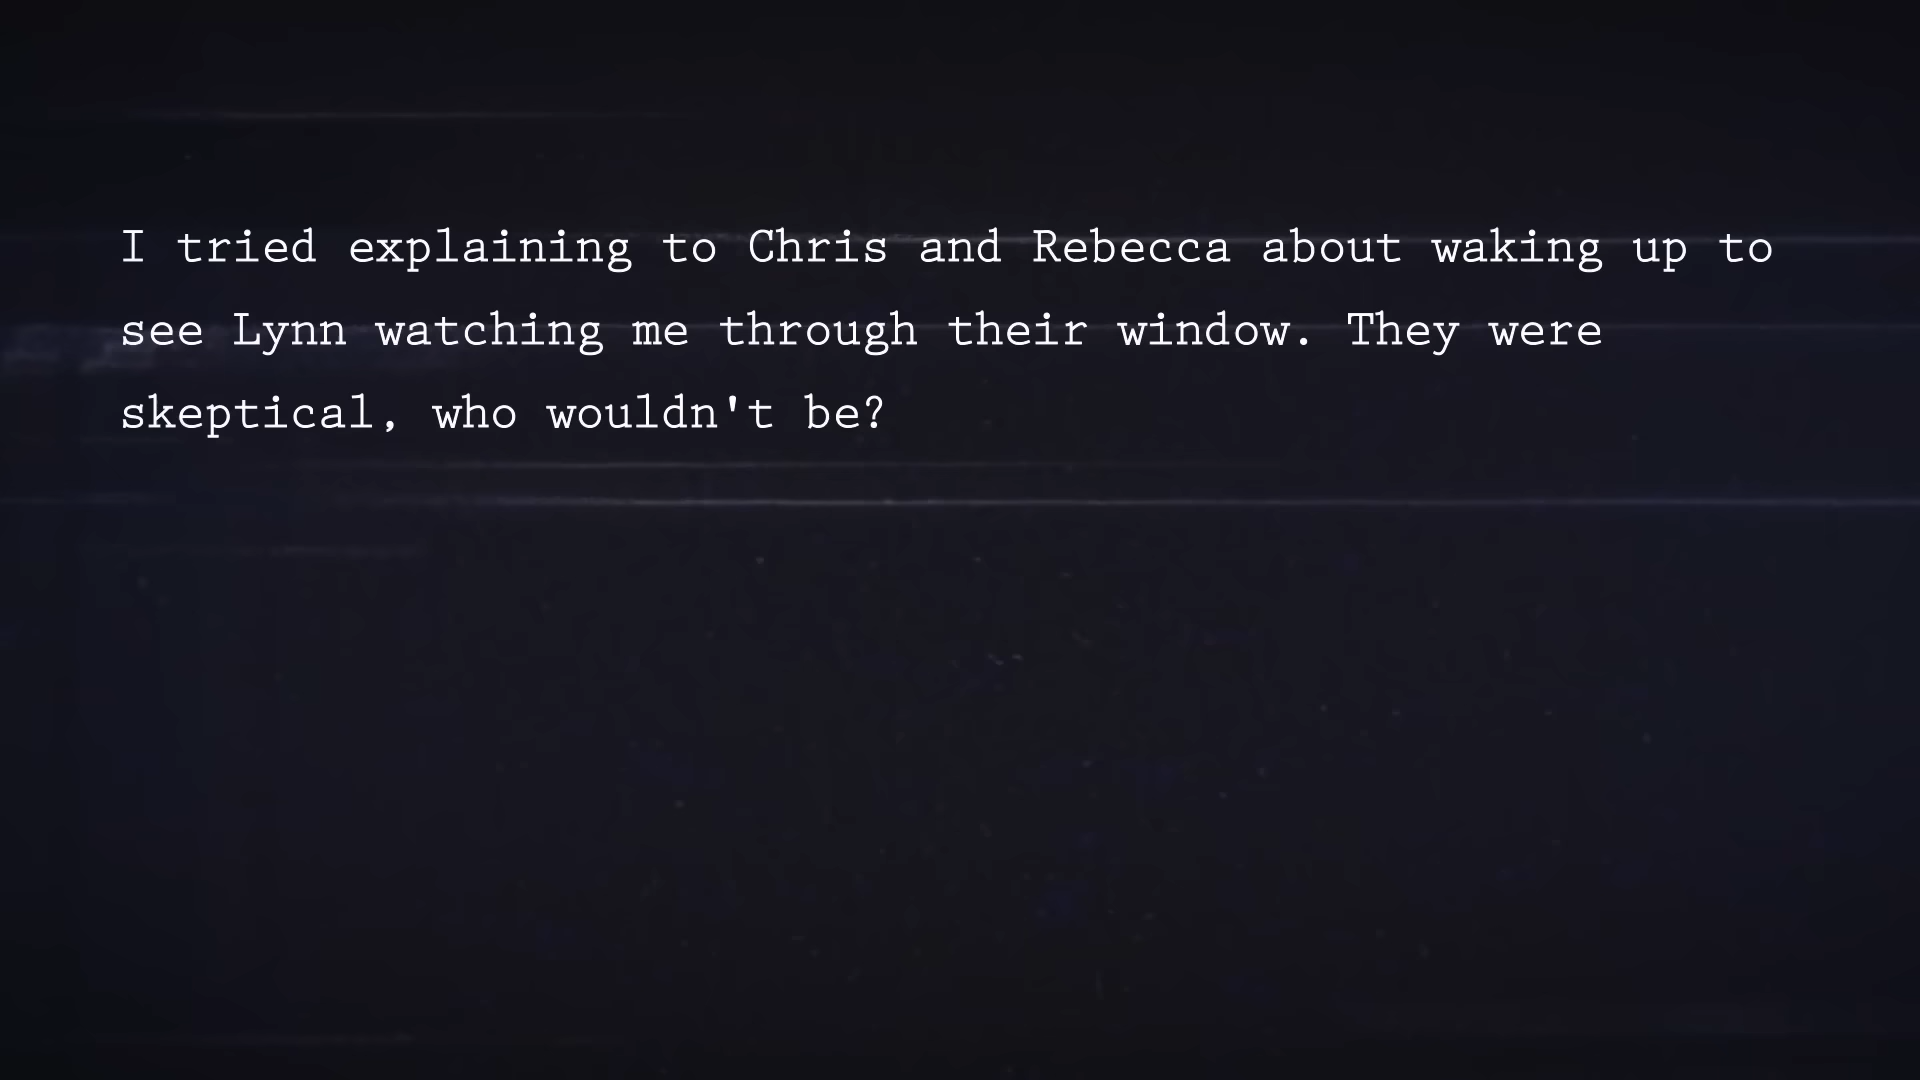 I tried explaining to Chris and Rebecca about waking up to
see Lynn watching me through their window. They were
skeptical, who wouldn't be?